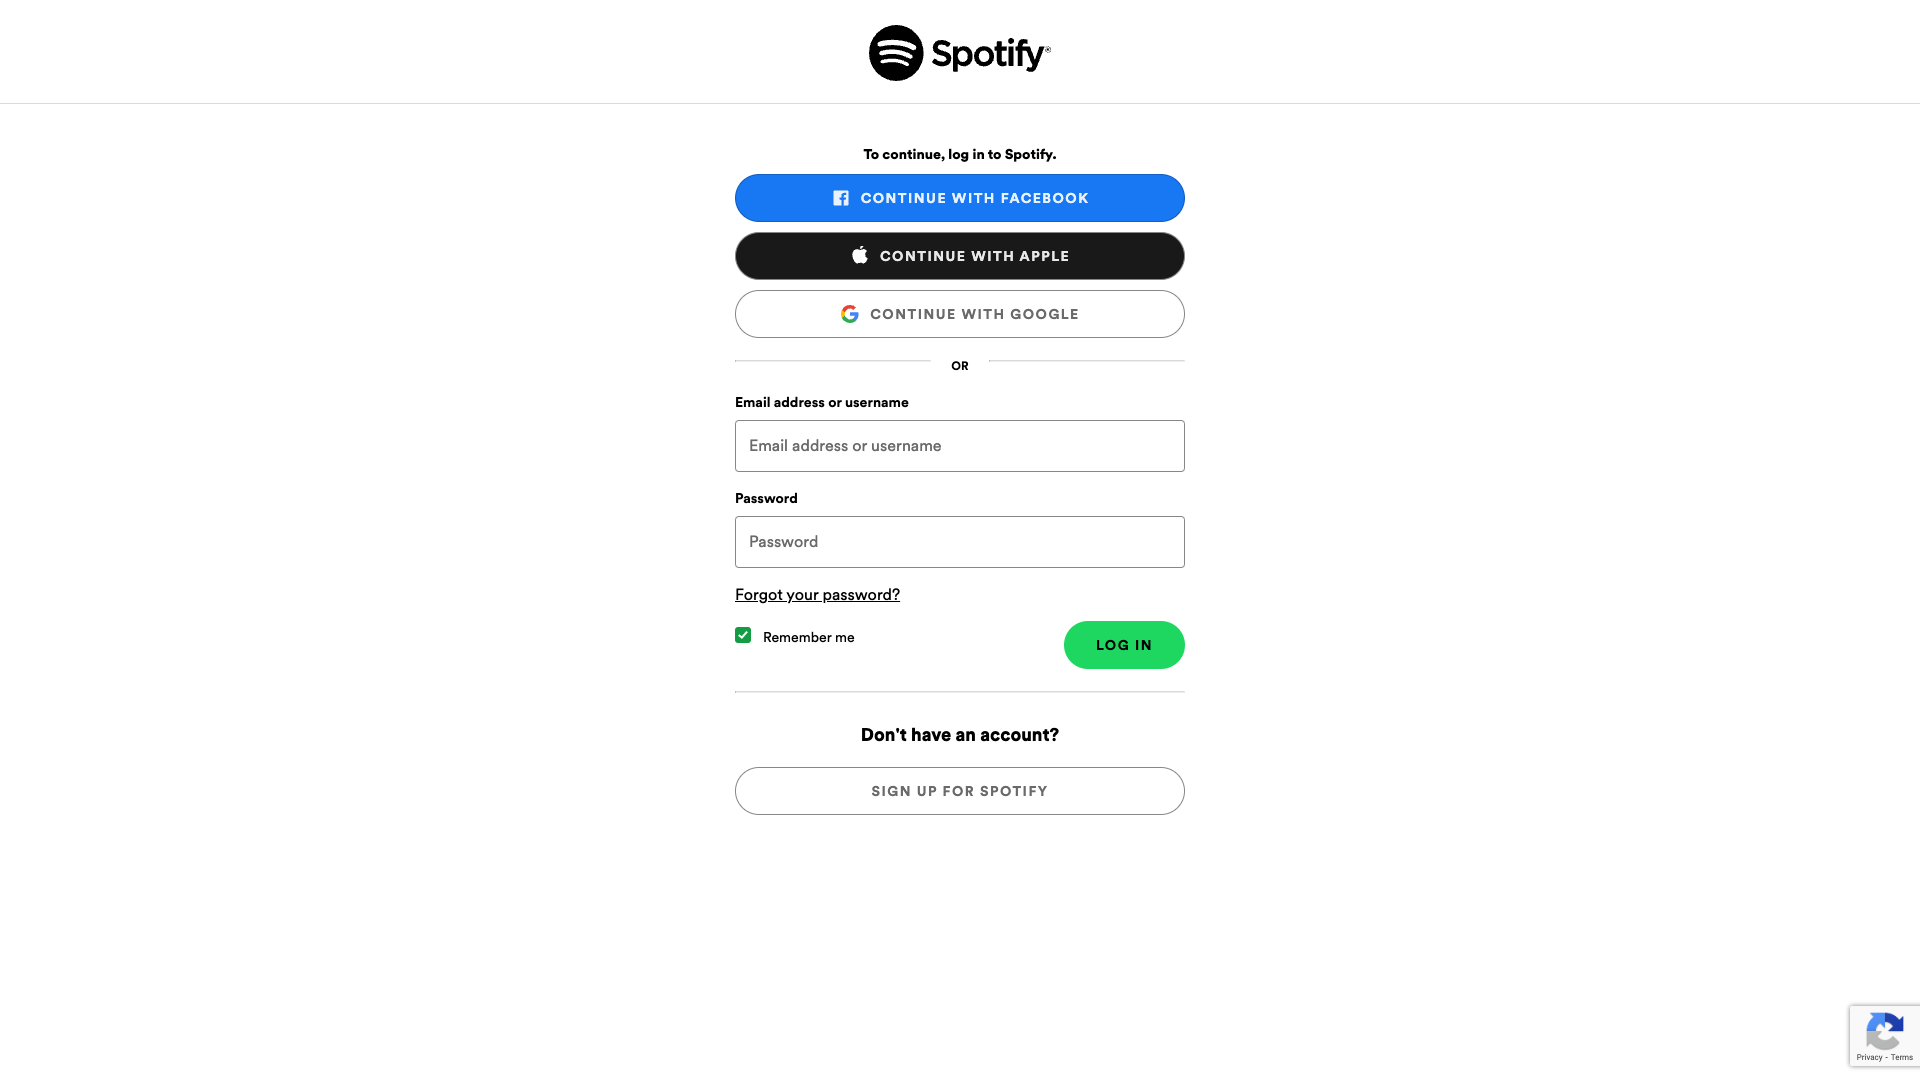 Spotify®
To continue, log in to Spotify.
CONTINUE WITH FACEBOOK
CONTINUE WITH APPLE
CONTINUE WITH GOOGLE
OR
Email address or username
Email address or username
Password
Password
Forgot your password?
Remember me
LOG IN
Don't have an account?
SIGN UP FOR SPOTIFY
Privacy - Terms